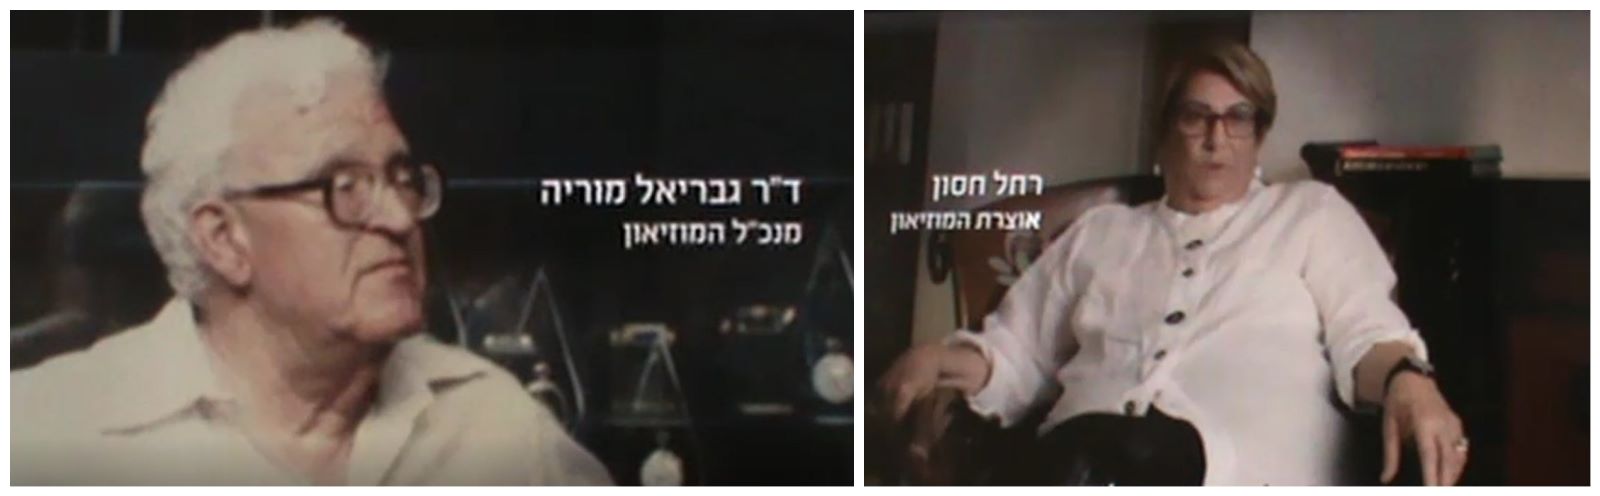 ד"ר גבריאל מוריה
מנכ"ל המוזיאון
רחל חסון
אוצרת המוזיאון